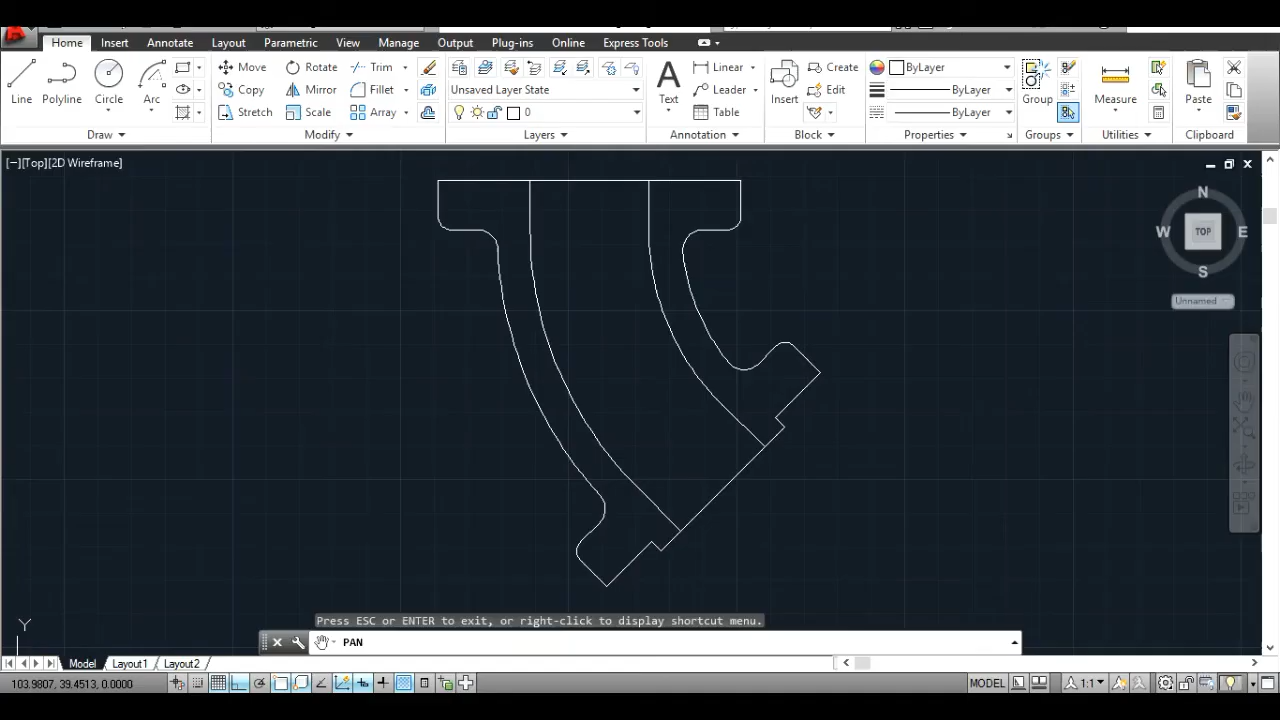 Home Insert Annotate Layout Parametric View Manage Output Plug-ins Online Express Tools
Line Polyline Circle Arc
Move Rotate Trim
Copy Mirror Fillet
Stretch Scale Array
Unsaved Layer State
0
Text
Linear
Leader
Table
Insert
Create
Edit
ByLayer
ByLayer
ByLayer
Group
Measure
Paste
Draw Modify Layers Annotation Block Properties Groups Utilities Clipboard
[−][Top][2D Wireframe]
N
W TOP E
S
Unnamed
Y
Press ESC or ENTER to exit, or right-click to display shortcut menu.
PAN
Model Layout1 Layout2
103.9807, 39.4513, 0.0000 MODEL 1:1